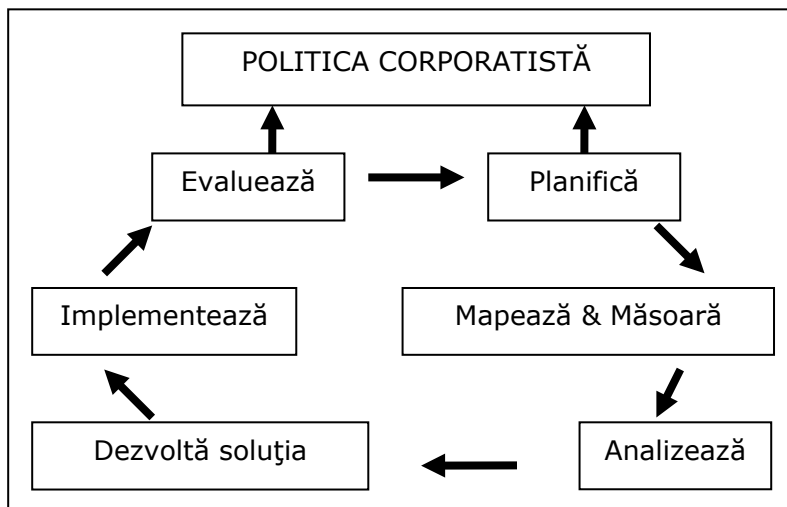 POLITICA CORPORATISTĂ
Evaluează
Planifică
Implementează
Mapează & Măsoară
Dezvoltă soluţia
Analizează